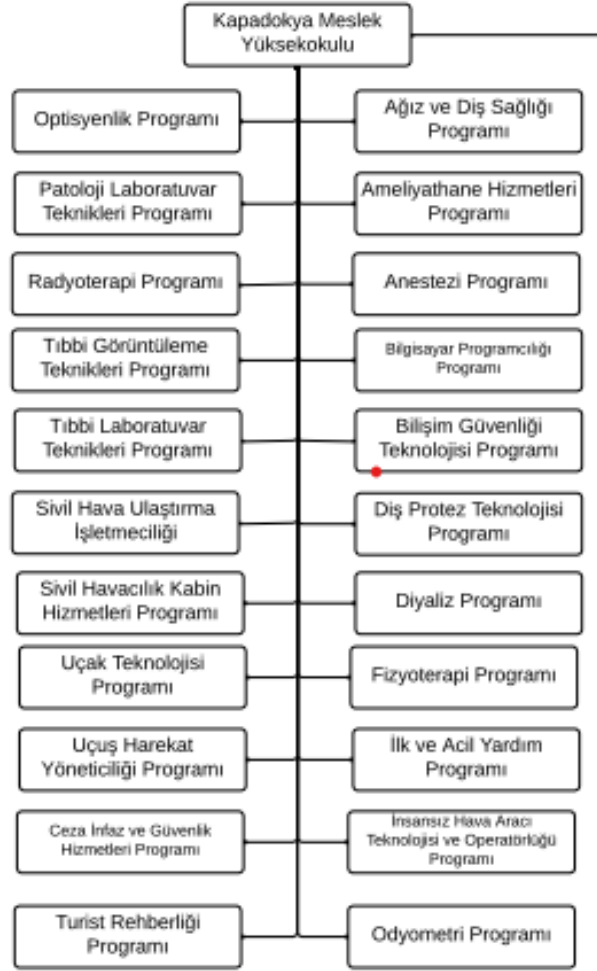 Kapadokya Meslek
Yüksekokulu
Optisyenlik Programı
Ağız ve Diş Sağlığı
Programı
Patoloji Laboratuvar
Teknikleri Programı
Ameliyathane Hizmetleri
Programı
Radyoterapi Programı
Anestezi Programı
Tıbbi Görüntüleme
Teknikleri Programı
Bilgisayar Programcılığı
Programı
Tıbbi Laboratuvar
Teknikleri Programı
Bilişim Güvenliği
Teknolojisi Programı
Sivil Hava Ulaştırma
İşletmeciliği
Diş Protez Teknolojisi
Programı
Sivil Havacılık Kabin
Hizmetleri Programı
Diyaliz Programı
Uçak Teknolojisi
Programı
Fizyoterapi Programı
Uçuş Harekat
Yöneticiliği Programı
İlk ve Acil Yardım
Programı
Ceza İnfaz ve Güvenlik
Hizmetleri Programı
İnsansız Hava Aracı
Teknolojisi ve Operatörlüğü
Programı
Turist Rehberliği
Programı
Odyometri Programı